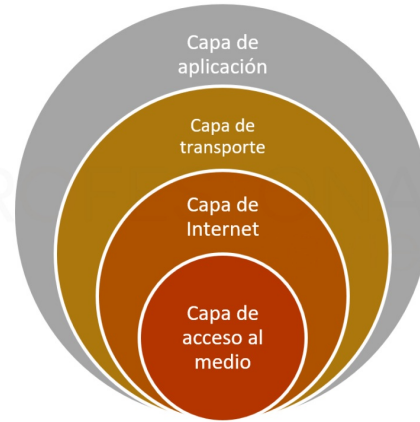 Capa de
aplicación
Capa de
transporte
Capa de
Internet
Capa de
acceso al
medio